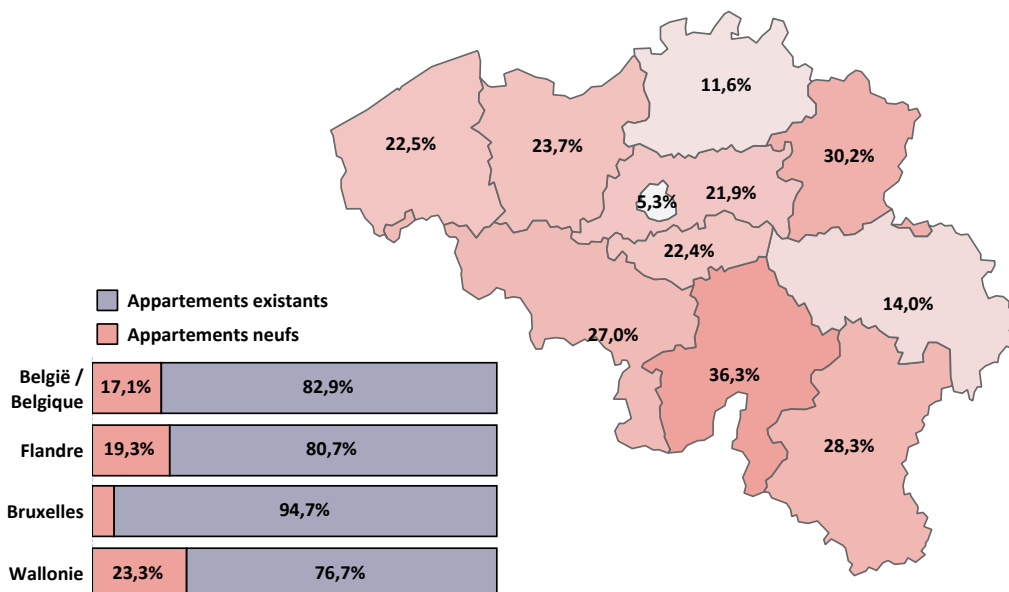 11,6%
22,5%
23,7%
30,2%
5,3%
21,9%
22,4%
14,0%
27,0%
36,3%
28,3%
Appartements existants
Appartements neufs
België /
Belgique
17,1%
82,9%
Flandre
19,3%
80,7%
Bruxelles
94,7%
Wallonie
23,3%
76,7%